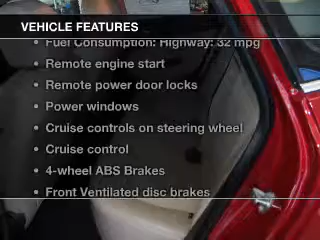 VEHICLE FEATURES
• Fuel Consumption: Highway: 32 mpg
• Remote engine start
• Remote power door locks
• Power windows
• Cruise controls on steering wheel
• Cruise control
• 4-wheel ABS Brakes
• Front Ventilated disc brakes